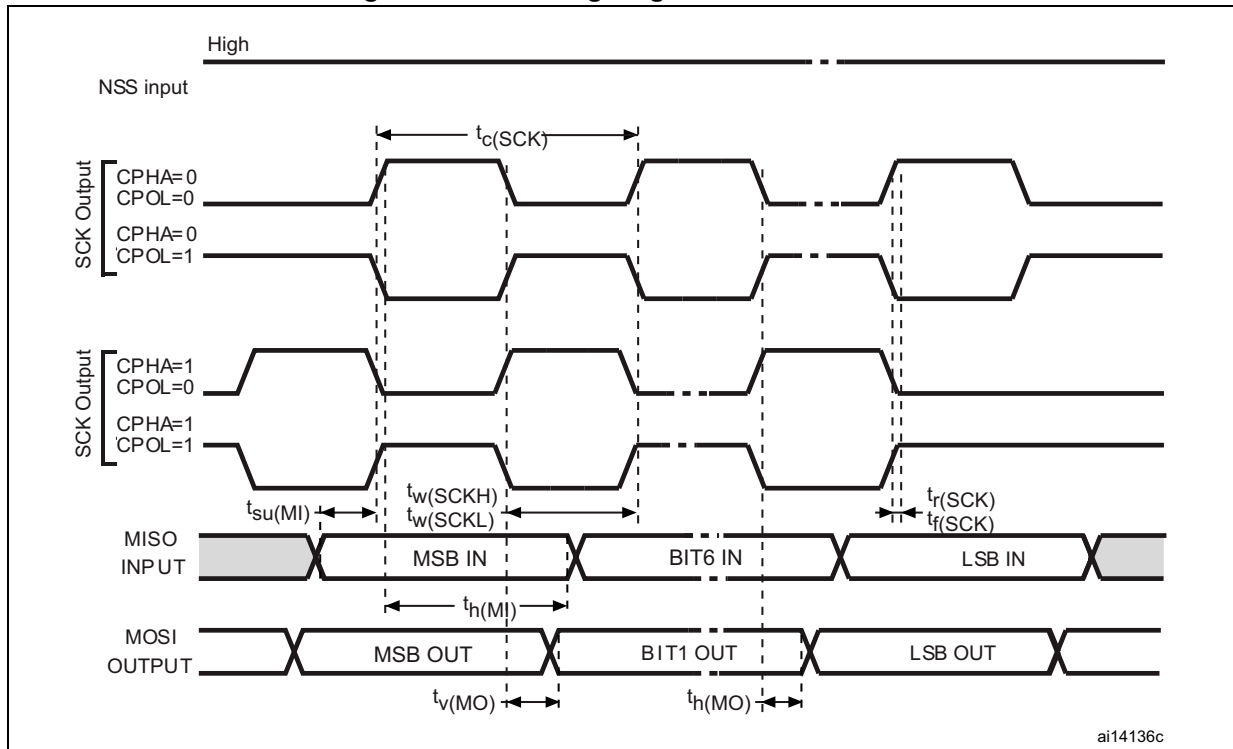 High
NSS input
tc(SCK)
SCK Output
CPHA=0
CPOL=0
CPHA=0
CPOL=1
SCK Output
CPHA=1
CPOL=0
CPHA=1
CPOL=1
tsu(MI)
tw(SCKH)
tw(SCKL)
tr(SCK)
tf(SCK)
MISO
INPUT
MSB IN
BIT6 IN
LSB IN
th(MI)
MOSI
OUTPUT
MSB OUT
BIT1 OUT
LSB OUT
tv(MO)
th(MO)
ai14136c